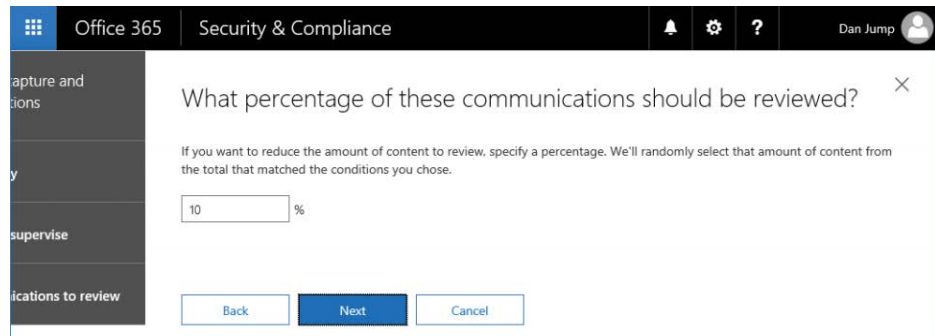 Office 365
Security & Compliance
?
Dan Jump
apture and
tions
y
supervise
ications to review
What percentage of these communications should be reviewed?
If you want to reduce the amount of content to review, specify a percentage. We'll randomly select that amount of content from
the total that matched the conditions you chose.
10 %
Back Next Cancel